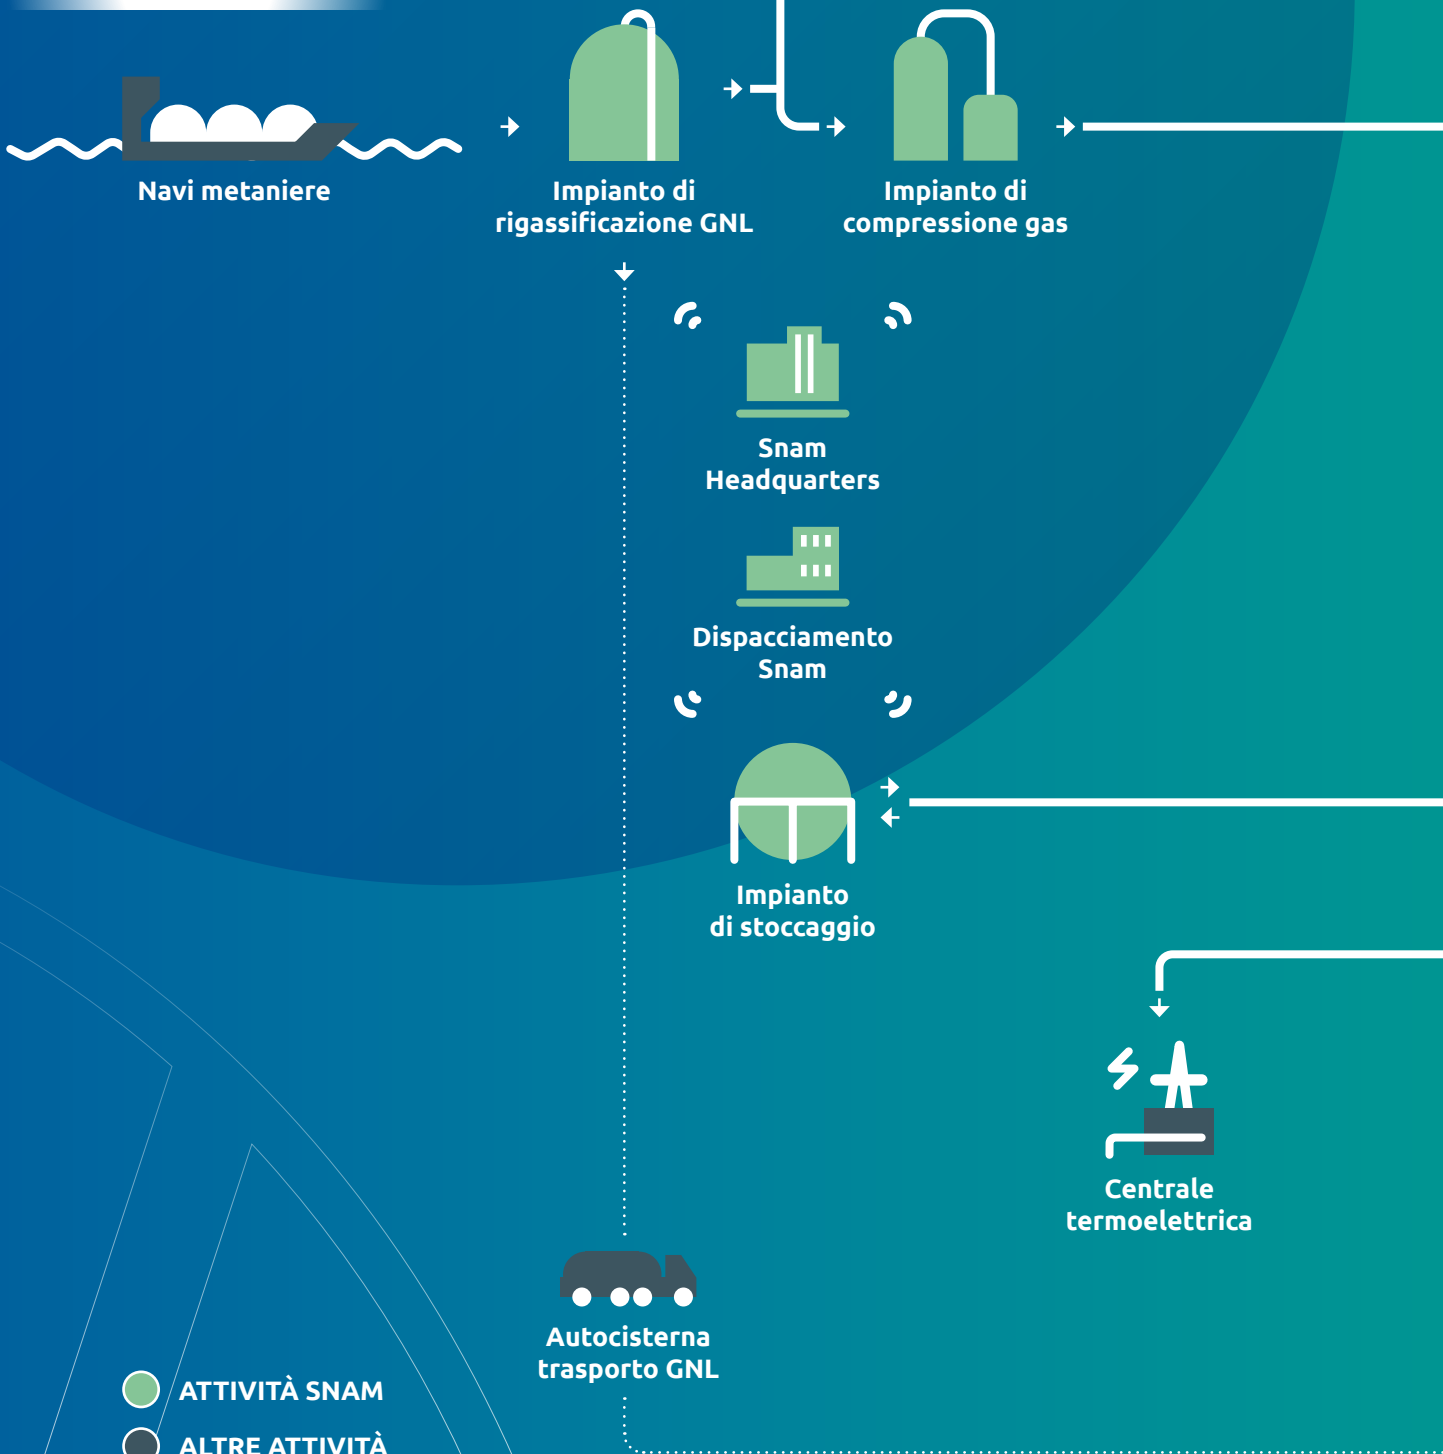 Navi metaniere
Impianto di
rigassificazione GNL
Impianto di
compressione gas
Snam
Headquarters
Dispacciamento
Snam
Impianto
di stoccaggio
Centrale
termoelettrica
Autocisterna
trasporto GNL
ATTIVITÀ SNAM
ALTRE ATTIVITÀ